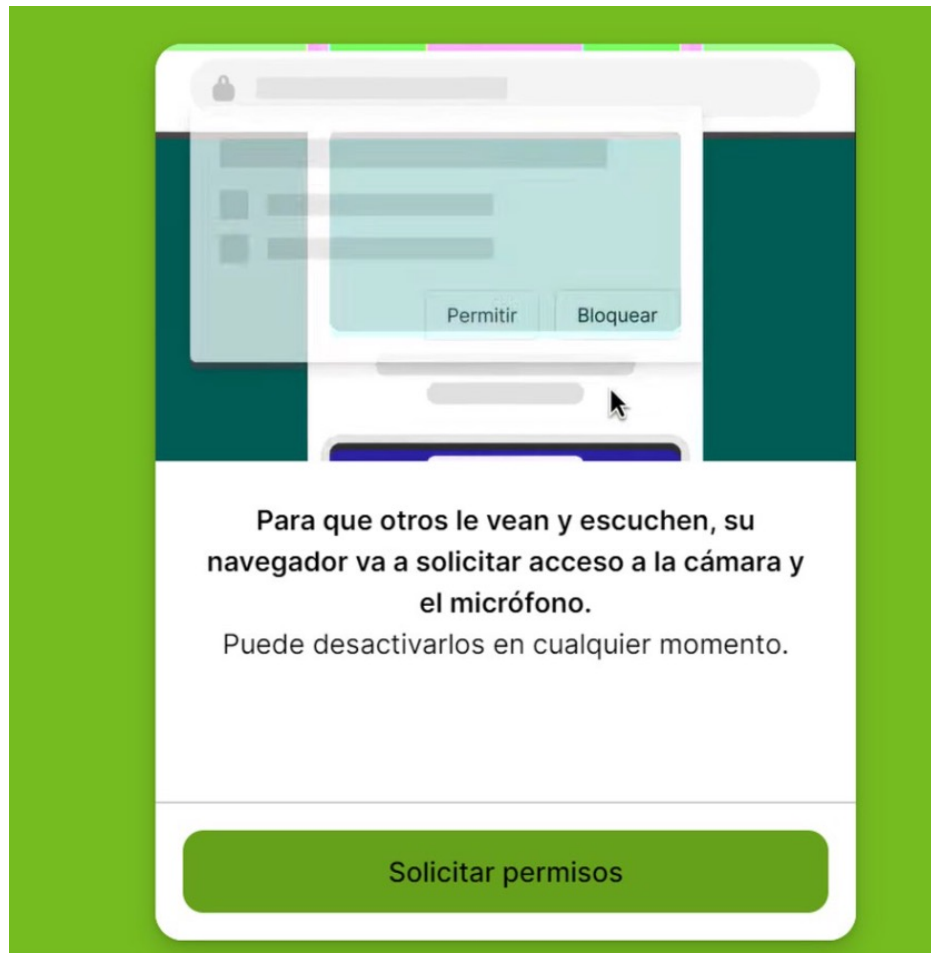 Permitir
Bloquear
Para que otros le vean y escuchen, su
navegador va a solicitar acceso a la cámara y
el micrófono.
Puede desactivarlos en cualquier momento.
Solicitar permisos